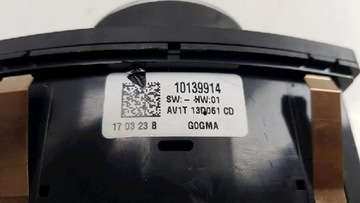 10139914
SW:- HW:01
AV1T 13D061 CD
17 03 23 B GOGMA